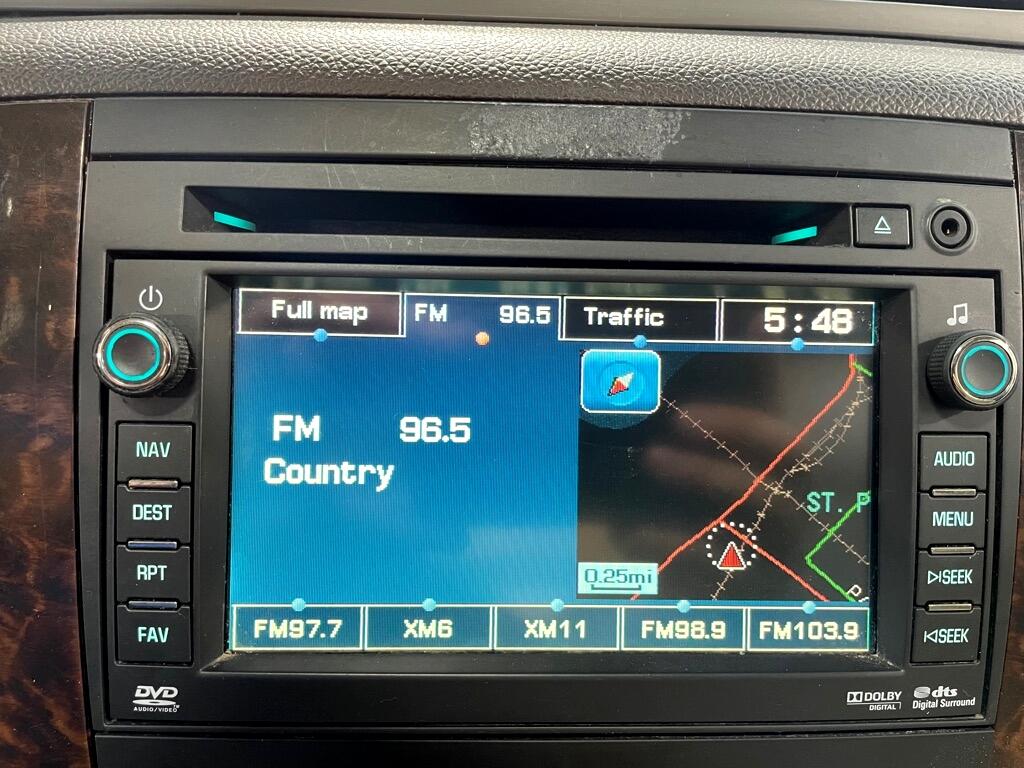 Full map
FM 96.5
Traffic
5:48
FM 96.5
Country
ST. P
0.25mi
P
FM97.7
XM6
XM11
FM98.9
FM103.9
NAV
DEST
RPT
FAV
AUDIO
MENU
SEEK
SEEK
DVD
AUDIO/VIDEO
DOLBY
DIGITAL
dts
Digital Surround